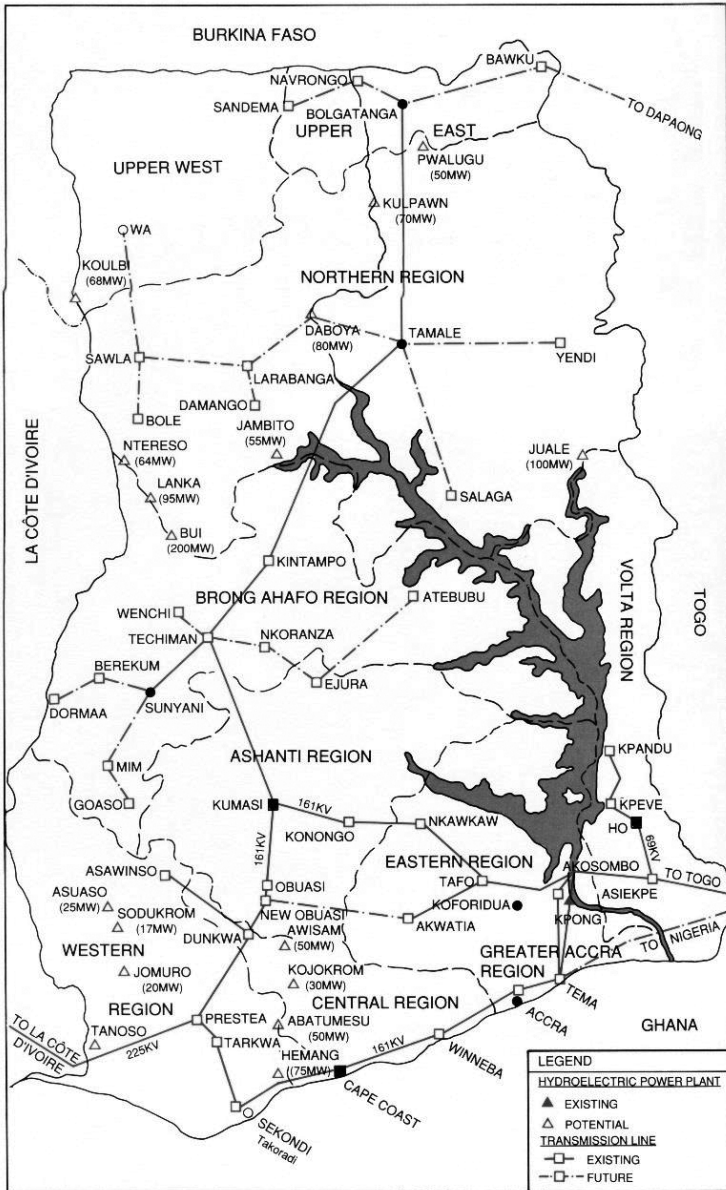 BURKINA FASO
BAWKU
NAVRONGO
SANDEMA
BOLGATANGA
TO DAPAONG
UPPER EAST
PWALUGU
(50MW)
UPPER WEST
KULPAWN
(70MW)
WA
KOULBI
(68MW)
NORTHERN REGION
DABOYA
(80MW)
TAMALE
YENDI
SAWLA
LARABANGA
DAMANGO
BOLE
JAMBITO
(55MW)
NTERESO
(64MW)
JUALE
(100MW)
LANKA
(95MW)
SALAGA
BUI
(200MW)
LA CÔTE D'IVOIRE
KINTAMPO
VOLTA REGION
TOGO
BRONG AHAFO REGION
ATEBUBU
WENCHI
TECHIMAN
NKORANZA
BEREKUM
EJURA
SUNYANI
DORMAA
ASHANTI REGION
KPANDU
MIM
GOASO
KUMASI
161KV
KPEVE
KONONGO
NKAWKAW
HO
69KV
161KV
EASTERN REGION
AKOSOMBO
TO TOGO
ASAWINSO
TAFO
OBUASI
ASIEKPE
ASUASO
(25MW)
KOFORIDUA
NEW OBUASI
KPONG
SODUKROM
(17MW)
AKWATIA
DUNKWA
AWISAM
(50MW)
TO NIGERIA
WESTERN
REGION
GREATER ACCRA
REGION
JOMURO
(20MW)
KOJOKROM
(30MW)
TEMA
CENTRAL REGION
PRESTEA
ACCRA
TO LA CÔTE
D'IVOIRE
TANOSO
ABATUMESU
(50MW)
GHANA
225KV
TARKWA
161KV
WINNEBA
HEMANG
((75MW)
CAPE COAST
SEKONDI
Takoradi
LEGEND
HYDROELECTRIC POWER PLANT
EXISTING
POTENTIAL
TRANSMISSION LINE
EXISTING
FUTURE